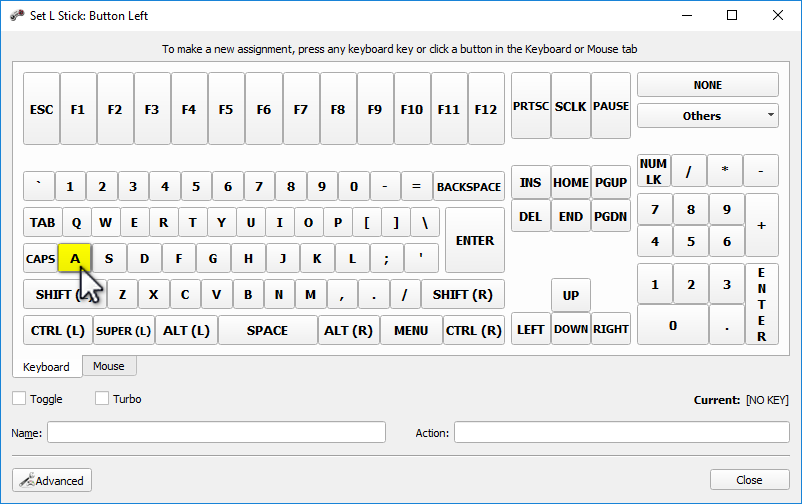 Set L Stick: Button Left
To make a new assignment, press any keyboard key or click a button in the Keyboard or Mouse tab
ESC F1 F2 F3 F4 F5 F6 F7 F8 F9 F10 F11 F12 PRTSC SCLK PAUSE NONE
Others
` 1 2 3 4 5 6 7 8 9 0 - = BACKSPACE INS HOME PGUP NUM LK / * -
TAB Q W E R T Y U I O P [ ] \ ENTER DEL END PGDN 7 8 9 +
CAPS A S D F G H J K L ; ' 4 5 6
SHIFT ( Z X C V B N M , . / SHIFT (R) UP 1 2 3 ENTER
CTRL (L) SUPER (L) ALT (L) SPACE ALT (R) MENU CTRL (R) LEFT DOWN RIGHT 0 .
Keyboard Mouse
Toggle Turbo Current: [NO KEY]
Name: Action:
Advanced Close